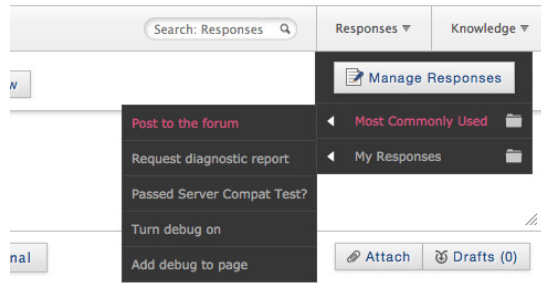 Search: Responses
Responses
Knowledge
w
Manage Responses
Post to the forum
Most Commonly Used
Request diagnostic report
My Responses
Passed Server Compat Test?
Turn debug on
nal
Attach
Drafts (0)
Add debug to page